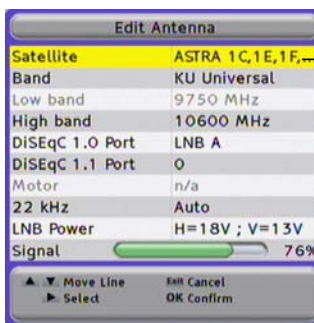 Edit Antenna
Satellite ASTRA 1C,1E,1F,...
Band KU Universal
Low band 9750 MHz
High band 10600 MHz
DiSEqC 1.0 Port LNB A
DiSEqC 1.1 Port 0
Motor n/a
22 kHz Auto
LNB Power H=18V ; V=13V
Signal 76%
▲ ▼ Move Line Exit Cancel
▶ Select OK Confirm